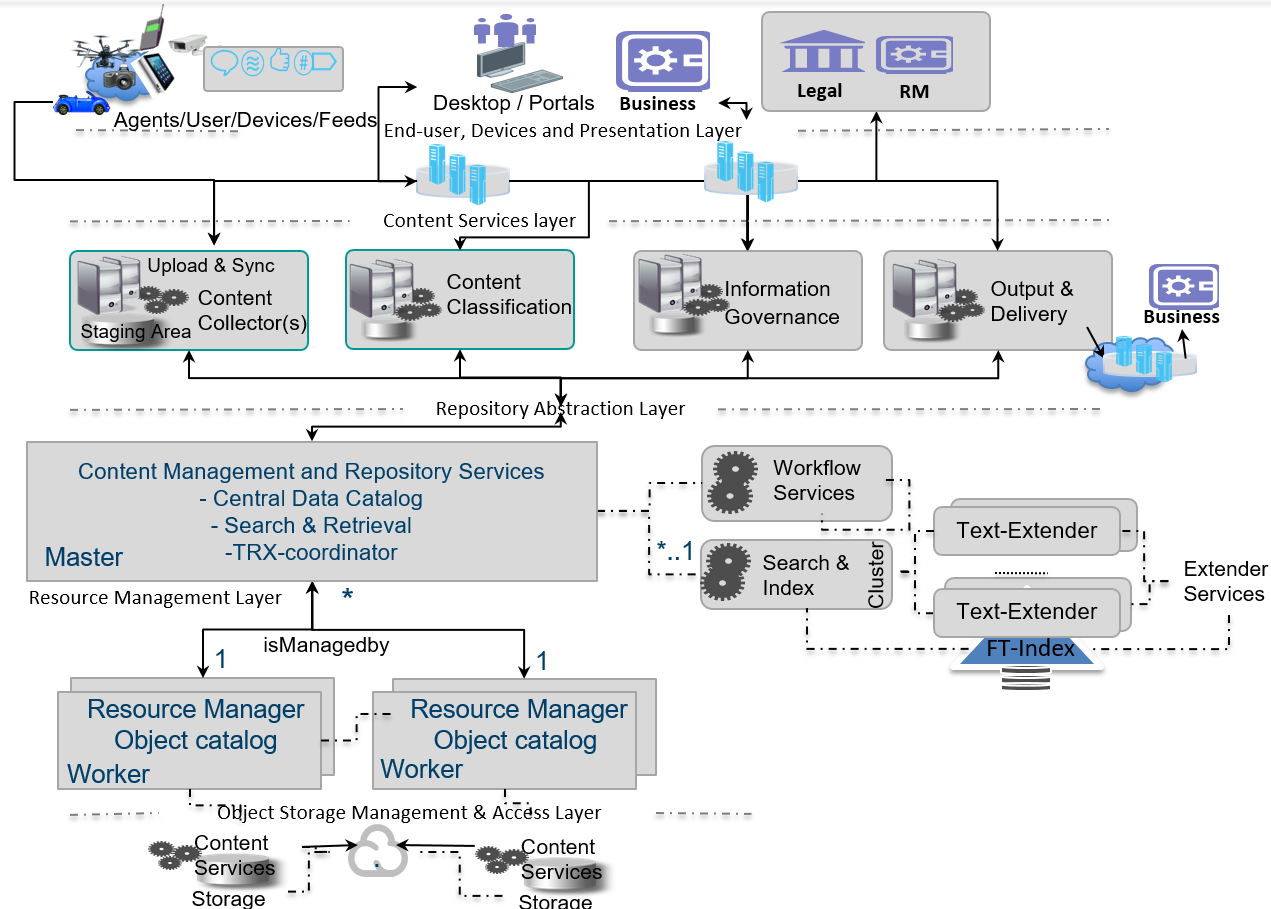 #
Agents/User/Devices/Feeds
Desktop / Portals
Business
Legal
RM
End-user, Devices and Presentation Layer
Content Services layer
Upload & Sync
Content
Collector(s)
Staging Area
Content
Classification
Information
Governance
Output &
Delivery
Business
Repository Abstraction Layer
Content Management and Repository Services
- Central Data Catalog
- Search & Retrieval
-TRX-coordinator
Master
Workflow
Services
*..1
Search &
Index
Cluster
Text-Extender
Text-Extender
Extender
Services
FT-Index
Resource Management Layer
*
isManagedby
1
1
Resource Manager
Object catalog
Worker
Resource Manager
Object catalog
Worker
Object Storage Management & Access Layer
Content
Services
Storage
Content
Services
Storage